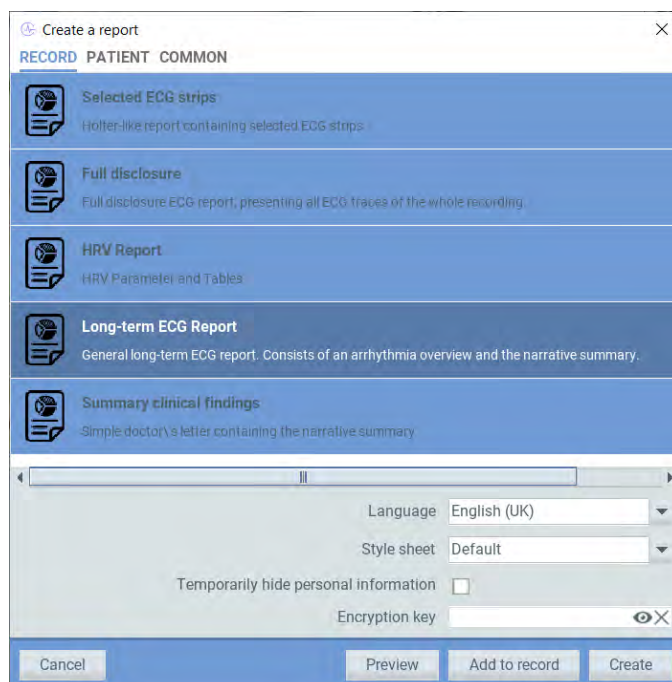 Create a report
RECORD PATIENT COMMON
Selected ECG strips
Holter-like report containing selected ECG strips
Full disclosure
Full disclosure ECG report, presenting all ECG traces of the whole recording.
HRV Report
HRV Parameter and Tables
Long-term ECG Report
General long-term ECG report. Consists of an arrhythmia overview and the narrative summary.
Summary clinical findings
Simple doctor\s letter containing the narrative summary
Language English (UK)
Style sheet Default
Temporarily hide personal information
Encryption key
Cancel Preview Add to record Create